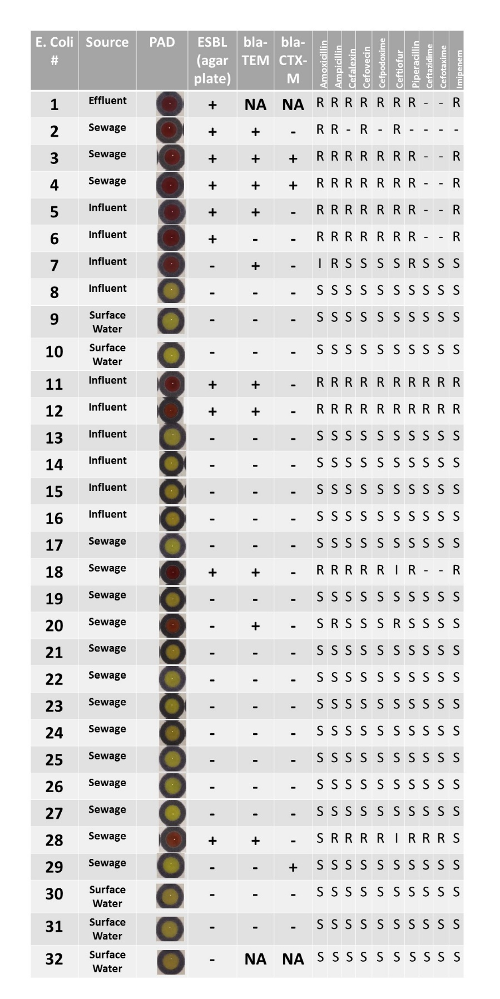 E. Coli # Source PAD ESBL (agar plate) bla-TEM bla-CTX-M Amoxicillin Ampicillin Cefalexin Cefovecin Cefpodoxime Ceftiofur Piperacillin Ceftazidime Cefotaxime Imipenem
1 Effluent + NA NA R R R R R R R - - R
2 Sewage + + - R R - R - R - - - -
3 Sewage + + + R R R R R R R - - R
4 Sewage + + + R R R R R R R - - R
5 Influent + + - R R R R R R R - - R
6 Influent + - - R R R R R R R - - R
7 Influent - + - I R S S S S R S S S
8 Influent - - - S S S S S S S S S S
9 Surface Water - - - S S S S S S S S S S
10 Surface Water - - - S S S S S S S S S S
11 Influent + + - R R R R R R R R R R
12 Influent + + - R R R R R R R R R R
13 Influent - - - S S S S S S S S S S
14 Influent - - - S S S S S S S S S S
15 Influent - - - S S S S S S S S S S
16 Influent - - - S S S S S S S S S S
17 Sewage - - - S S S S S S S S S S
18 Sewage + + - R R R R R I R - - R
19 Sewage - - - S S S S S S S S S S
20 Sewage - + - S R S S S R S S S S
21 Sewage - - - S S S S S S S S S S
22 Sewage - - - S S S S S S S S S S
23 Sewage - - - S S S S S S S S S S
24 Sewage - - - S S S S S S S S S S
25 Sewage - - - S S S S S S S S S S
26 Sewage - - - S S S S S S S S S S
27 Sewage - - - S S S S S S S S S S
28 Sewage + + - S R R R R I R R R S
29 Sewage - - + S S S S S S S S S S
30 Surface Water - - - S S S S S S S S S S
31 Surface Water - - - S S S S S S S S S S
32 Surface Water - NA NA S S S S S S S S S S